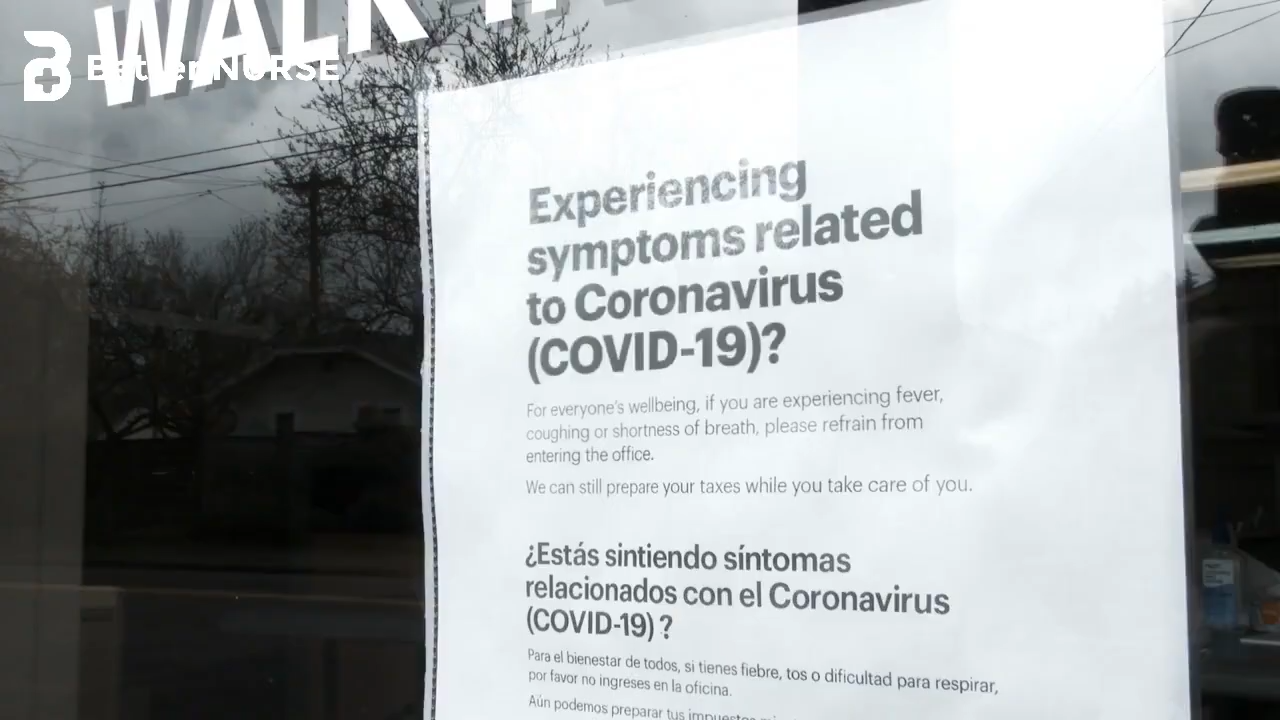 WALK-IN
BetterNURSE
Experiencing
symptoms related
to Coronavirus
(COVID-19)?
For everyone's wellbeing, if you are experiencing fever,
coughing or shortness of breath, please refrain from
entering the office.
We can still prepare your taxes while you take care of you.
¿Estás sintiendo síntomas
relacionados con el Coronavirus
(COVID-19) ?
Para el bienestar de todos, si tienes fiebre, tos o dificultad para respirar,
por favor no ingreses en la oficina.
Aún podemos preparar tus impuestos